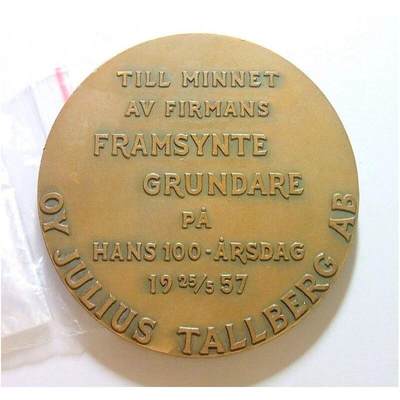 TILL MINNET
AV FIRMANS
FRAMSYNTE
GRUNDARE
PÅ
HANS 100-ÅRSDAG
19 25/5 57
OY JULIUS TALLBERG AB